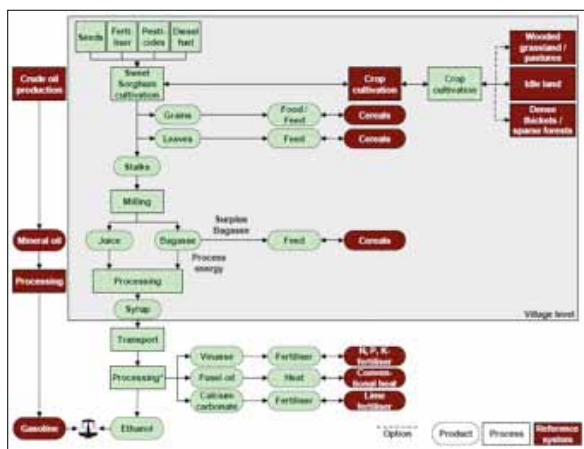 Seeds
Ferti-
liser
Pesti-
cides
Diesel
fuel
Wooded
grassland /
pastures
Crude oil
production
Sweet
Sorghum
cultivation
Crop
cultivation
Crop
cultivation
Idle land
Dense
thickets /
sparse forests
Grains
Food /
Feed
Cereals
Leaves
Feed
Cereals
Stalks
Milling
Surplus
Bagasse
Mineral oil
Juice
Bagasse
Feed
Cereals
Process
energy
Processing
Processing
Syrup
Village level
Transport
Vinasse
Fertiliser
N, P, K-
fertiliser
Processing*
Fusel oil
Heat
Conven-
tional heat
Calcium
carbonate
Fertiliser
Lime
fertiliser
Gasoline
Ethanol
Option
Product
Process
Reference
system